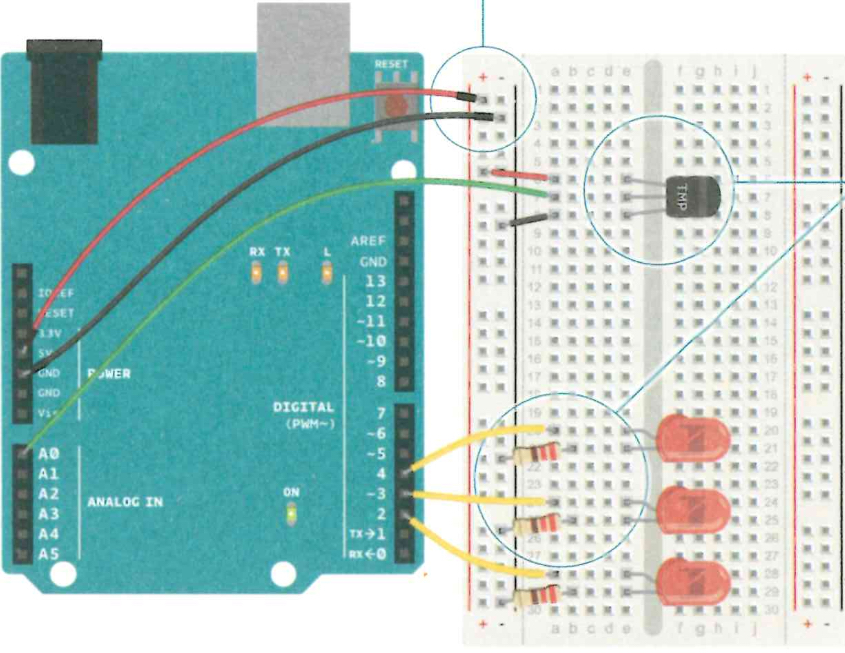 RESET
+ -
a b c d e
f g h i j
+ -
TMP
RX TX L
AREF
GND
13
12
~11
~10
~9
8
IOREF
RESET
3.3V
5V
GND
GND
Vin
POWER
DIGITAL
(PWM~)
7
~6
~5
4
~3
2
TX→1
RX←0
A0
A1
A2
A3
A4
A5
ANALOG IN
ON
1
2
3
5
7
8
9
10
11
12
13
14
15
16
17
19
20
21
22
23
24
25
26
27
28
29
30
+ -
a b c d e
f g h i j
+ -